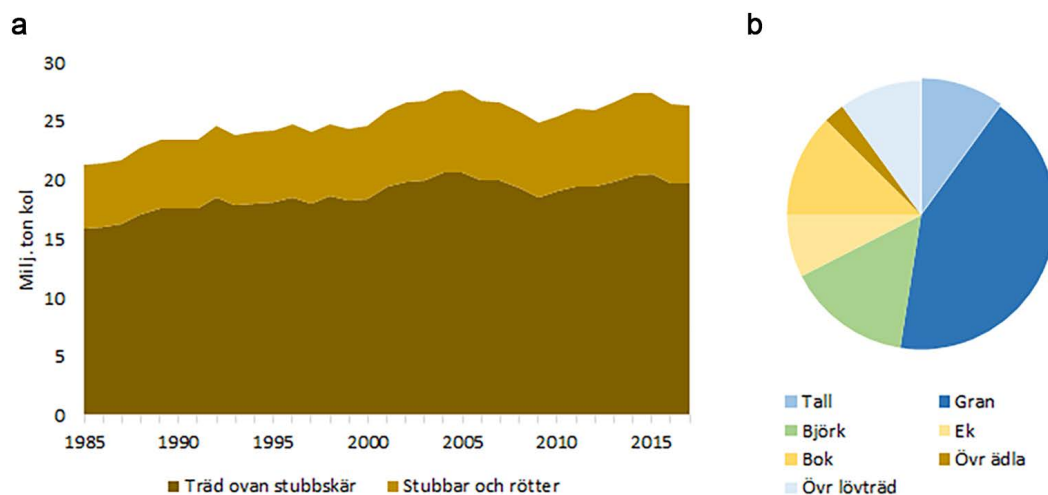 a
30
25
20
15
10
5
0
Milj. ton kol
1985 1990 1995 2000 2005 2010 2015
Träd ovan stubbskär Stubbar och rötter
b
Tall Gran
Björk Ek
Bok Övr ädla
Övr lövträd